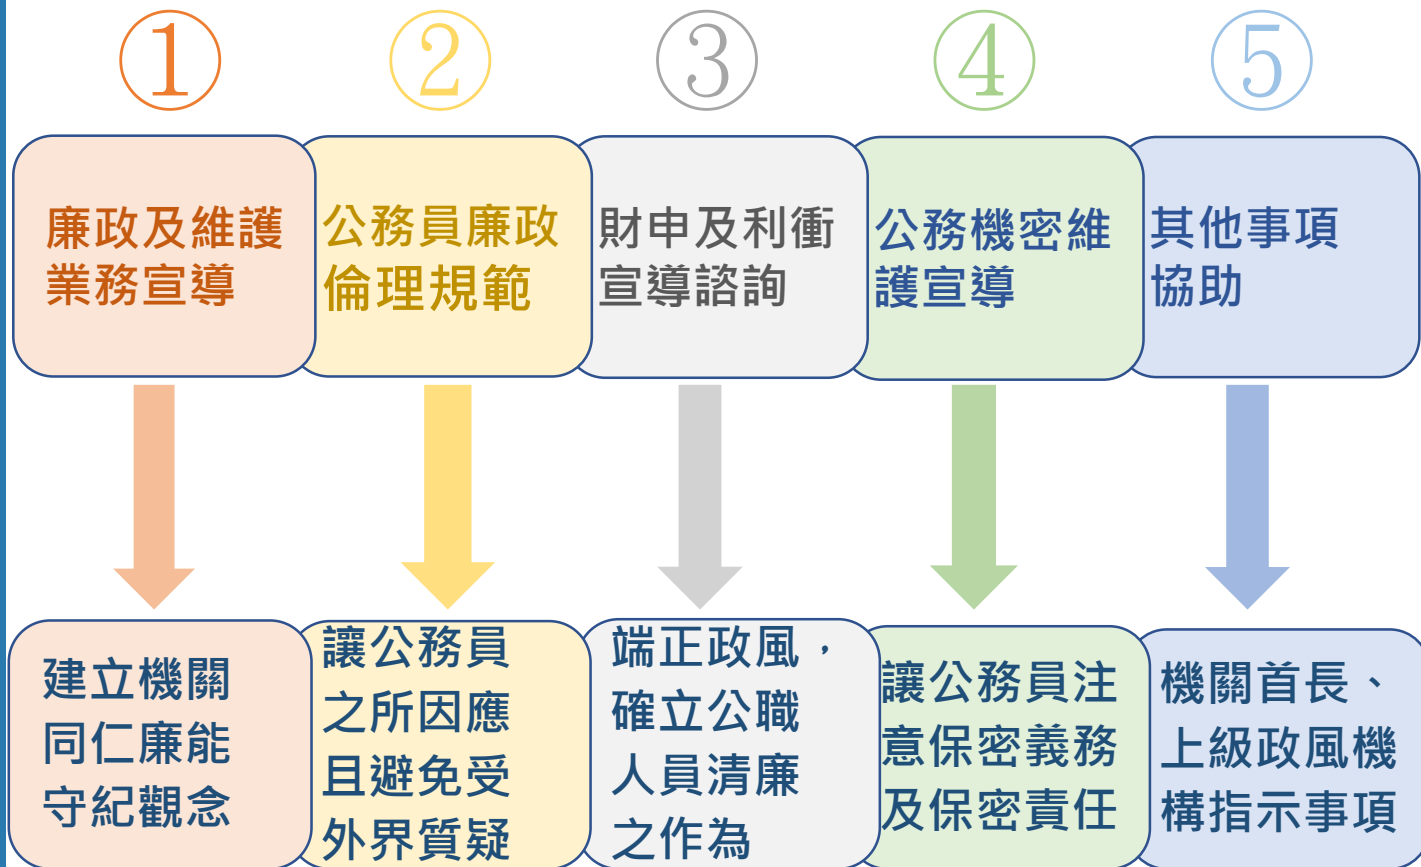 ①
②
③
④
⑤
廉政及維護
業務宣導
公務員廉政
倫理規範
財申及利衝
宣導諮詢
公務機密維
護宣導
其他事項
協助
建立機關
同仁廉能
守紀觀念
讓公務員
之所因應
且避免受
外界質疑
端正政風，
確立公職
人員清廉
之作為
讓公務員注
意保密義務
及保密責任
機關首長、
上級政風機
構指示事項